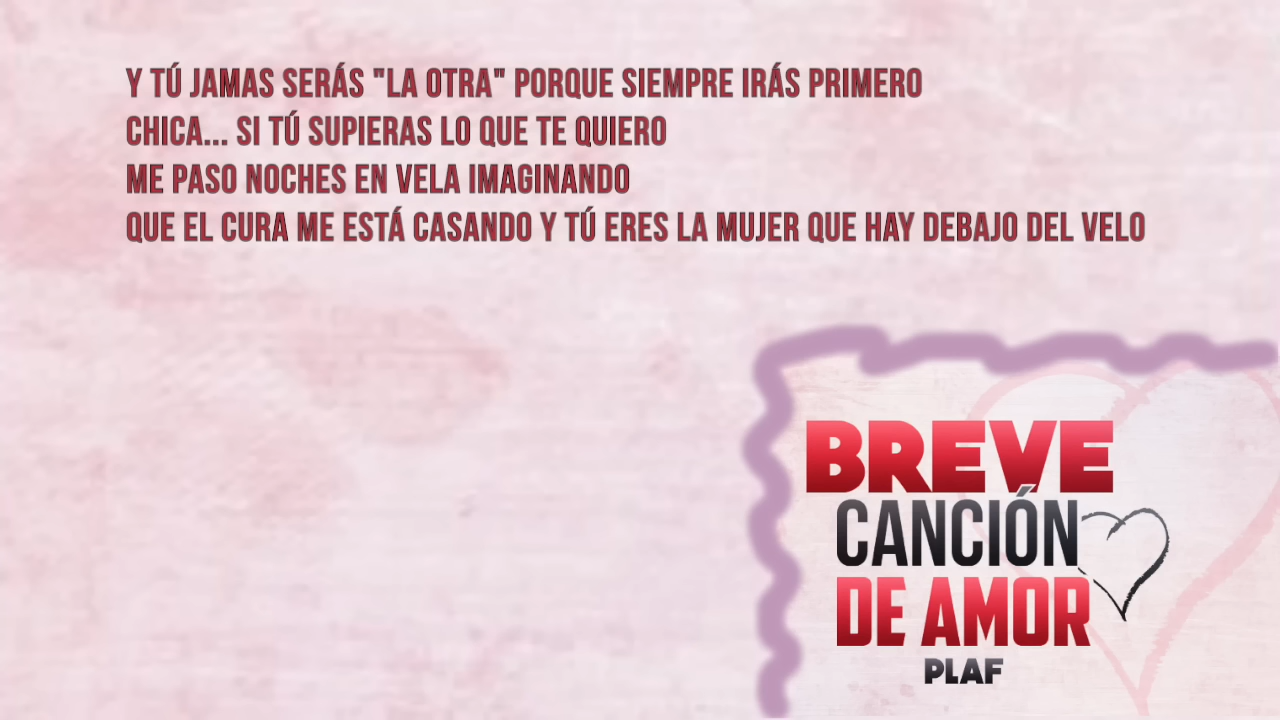 Y TÚ JAMAS SERÁS "LA OTRA" PORQUE SIEMPRE IRÁS PRIMERO
CHICA... SI TÚ SUPIERAS LO QUE TE QUIERO
ME PASO NOCHES EN VELA IMAGINANDO
QUE EL CURA ME ESTÁ CASANDO Y TÚ ERES LA MUJER QUE HAY DEBAJO DEL VELO
BREVE
CANCIÓN
DE AMOR
PLAF